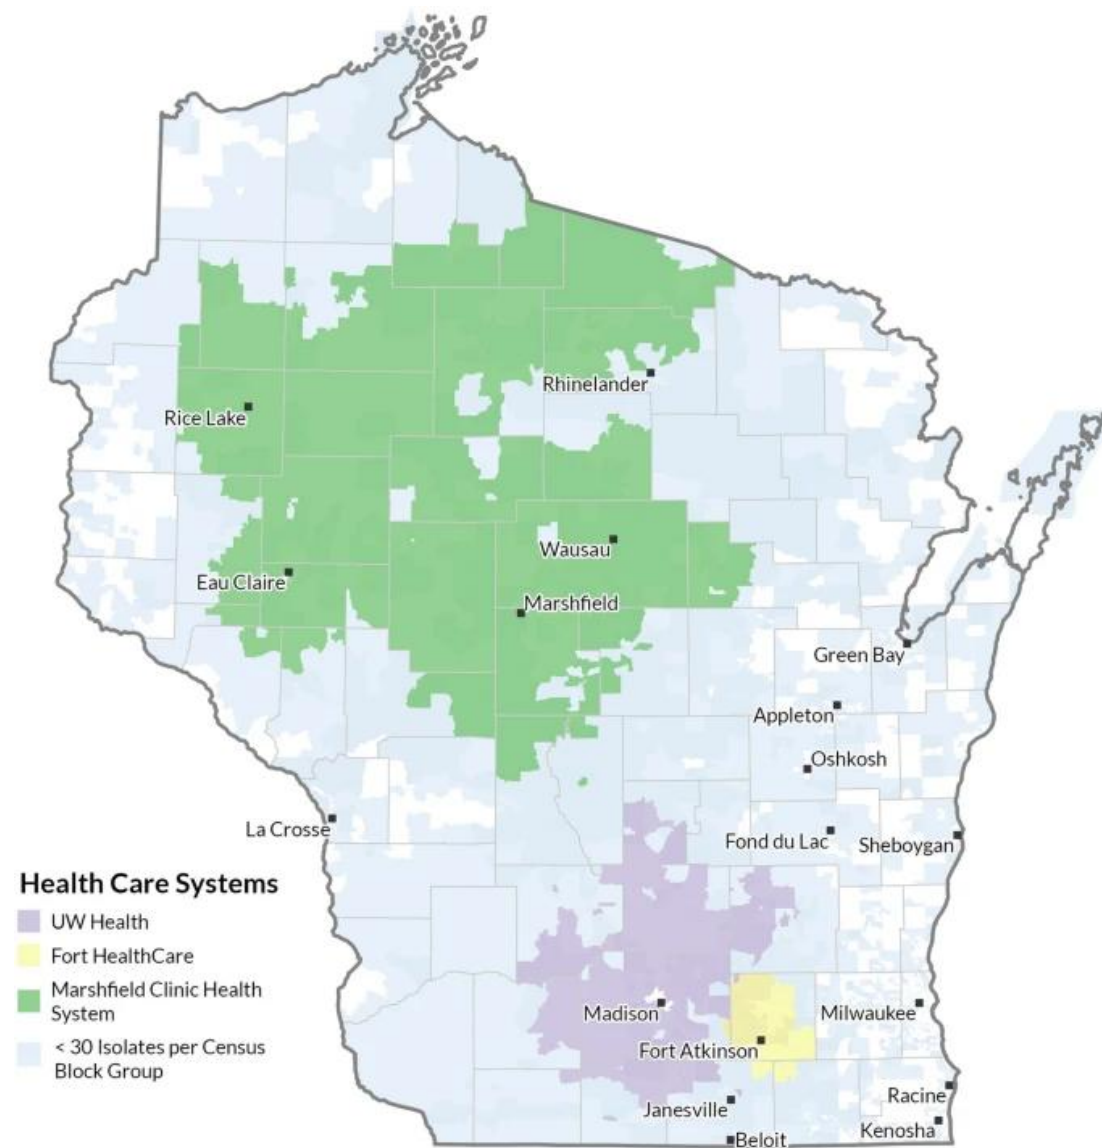 Rhinelander
Rice Lake
Wausau
Eau Claire
Marshfield
Green Bay
Appleton
Oshkosh
La Crosse
Fond du Lac
Sheboygan
Health Care Systems
UW Health
Fort HealthCare
Marshfield Clinic Health
System
< 30 Isolates per Census
Block Group
Madison
Milwaukee
Fort Atkinson
Janesville
Racine
Kenosha
Beloit